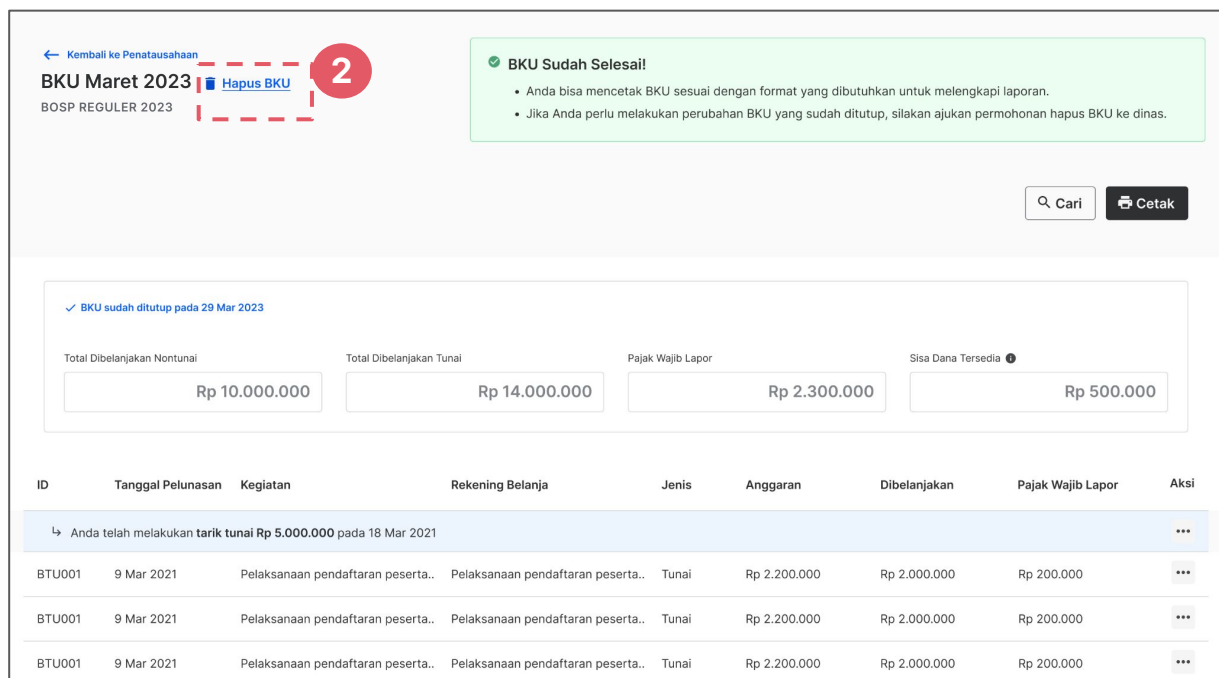 Kembali ke Penatausahaan
BKU Maret 2023 Hapus BKU
2
BOSP REGULER 2023
BKU Sudah Selesai!
• Anda bisa mencetak BKU sesuai dengan format yang dibutuhkan untuk melengkapi laporan.
• Jika Anda perlu melakukan perubahan BKU yang sudah ditutup, silakan ajukan permohonan hapus BKU ke dinas.
Cari Cetak
BKU sudah ditutup pada 29 Mar 2023
Total Dibelanjakan Nontunai Total Dibelanjakan Tunai Pajak Wajib Lapor Sisa Dana Tersedia
Rp 10.000.000 Rp 14.000.000 Rp 2.300.000 Rp 500.000
ID Tanggal Pelunasan Kegiatan Rekening Belanja Jenis Anggaran Dibelanjakan Pajak Wajib Lapor Aksi
Anda telah melakukan tarik tunai Rp 5.000.000 pada 18 Mar 2021
BTU001 9 Mar 2021 Pelaksanaan pendaftaran peserta.. Pelaksanaan pendaftaran peserta.. Tunai Rp 2.200.000 Rp 2.000.000 Rp 200.000
BTU001 9 Mar 2021 Pelaksanaan pendaftaran peserta.. Pelaksanaan pendaftaran peserta.. Tunai Rp 2.200.000 Rp 2.000.000 Rp 200.000
BTU001 9 Mar 2021 Pelaksanaan pendaftaran peserta.. Pelaksanaan pendaftaran peserta.. Tunai Rp 2.200.000 Rp 2.000.000 Rp 200.000